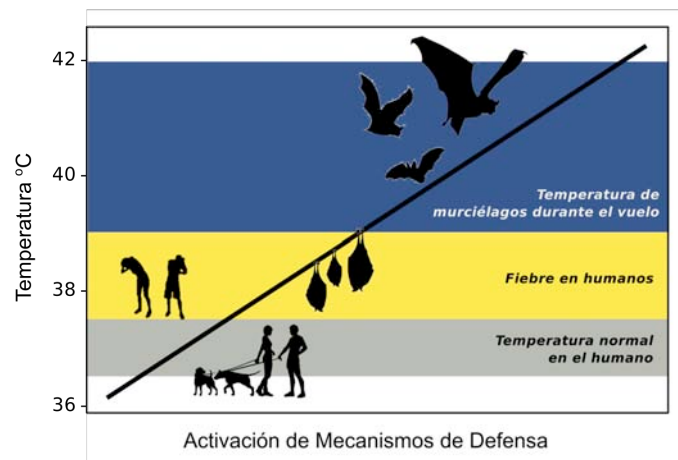 42
40
38
36
Temperatura ºC
Temperatura de
murciélagos durante el vuelo
Fiebre en humanos
Temperatura normal
en el humano
Activación de Mecanismos de Defensa